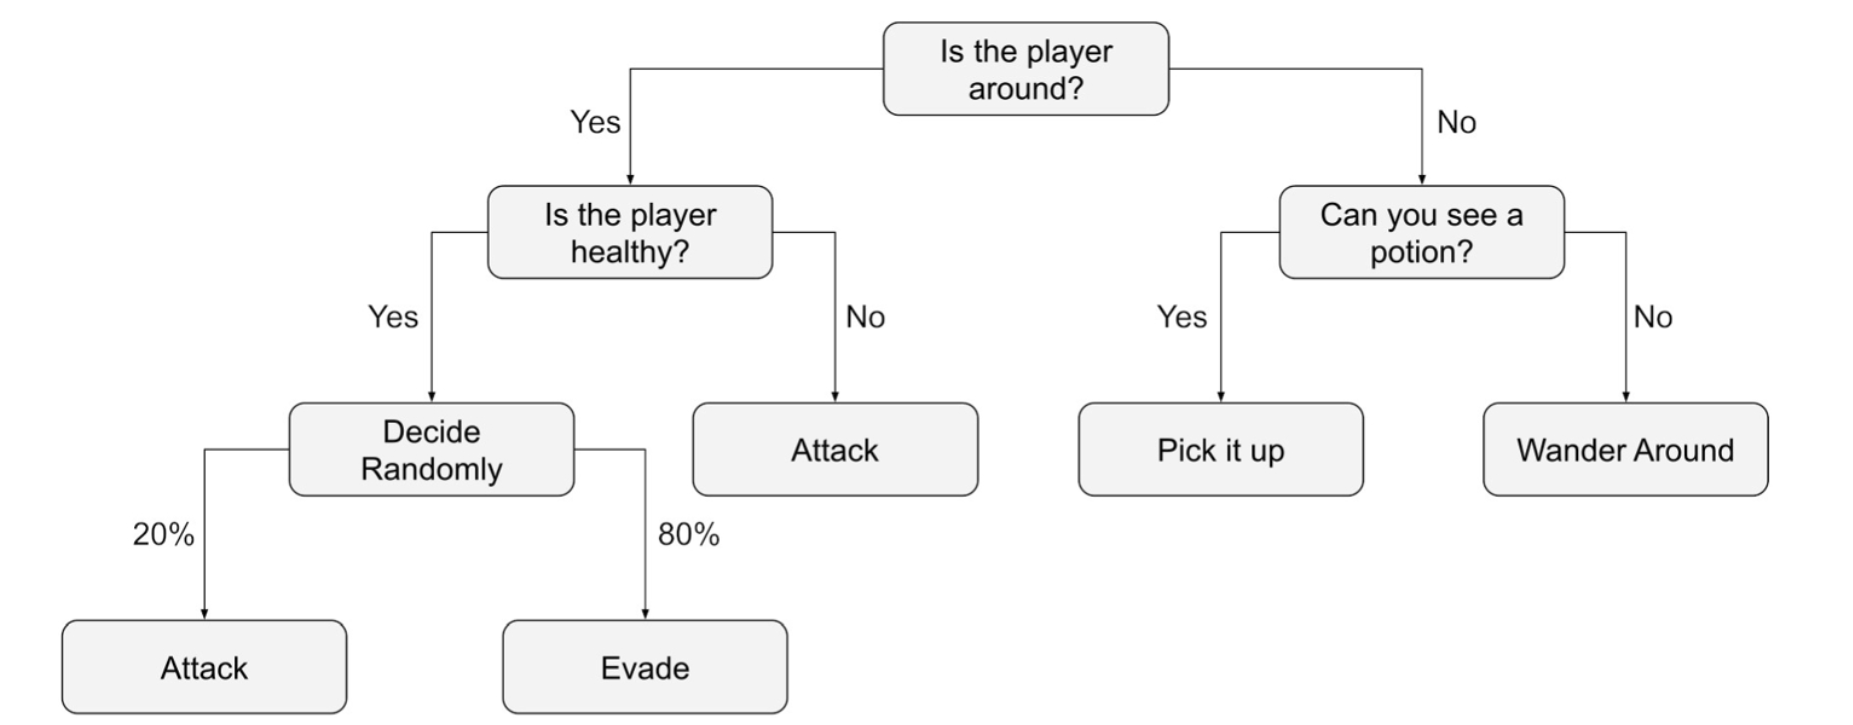 Is the player
around?
Yes
No
Is the player
healthy?
Can you see a
potion?
Yes
No
Yes
No
Decide
Randomly
Attack
Pick it up
Wander Around
20%
80%
Attack
Evade